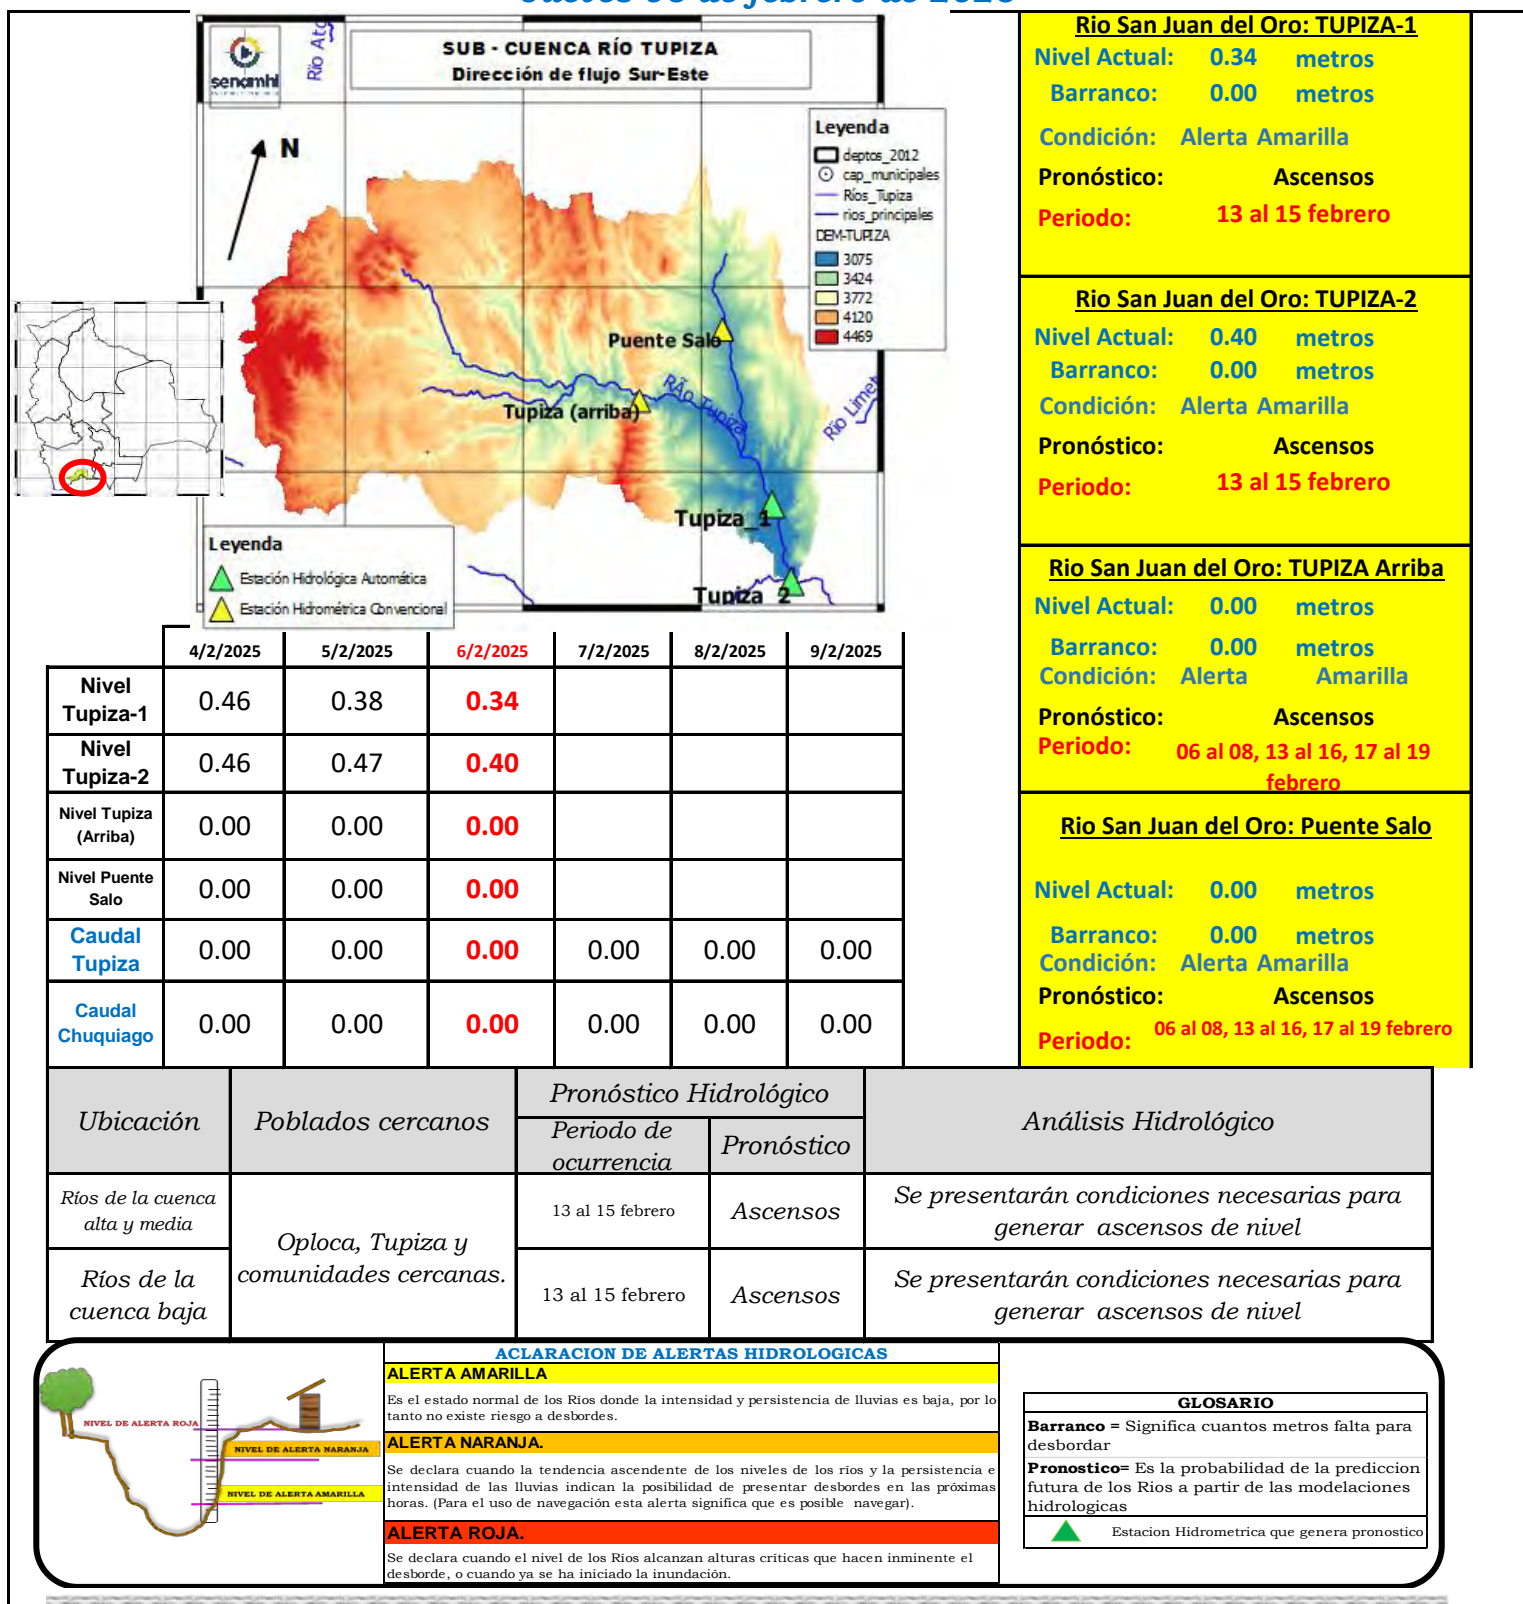 senamhi
SUB - CUENCA RÍO TUPIZA
Dirección de flujo Sur-Este
N
Leyenda
deptos_2012
cap_municipales
Ríos_Tupiza
rios_principales
DEM-TUPIZA
3075
3424
3772
4120
4469
Puente Salo
Tupiza (arriba)
RÃ­o Tupiza
Tupiza_1
Tupiza_2
Leyenda
Estación Hidrológica Automática
Estación Hidrométrica Convencional
Rio San Juan del Oro: TUPIZA-1
Nivel Actual: 0.34 metros
Barranco: 0.00 metros
Condición: Alerta Amarilla
Pronóstico: Ascensos
Periodo: 13 al 15 febrero
Rio San Juan del Oro: TUPIZA-2
Nivel Actual: 0.40 metros
Barranco: 0.00 metros
Condición: Alerta Amarilla
Pronóstico: Ascensos
Periodo: 13 al 15 febrero
Rio San Juan del Oro: TUPIZA Arriba
Nivel Actual: 0.00 metros
Barranco: 0.00 metros
Condición: Alerta Amarilla
Pronóstico: Ascensos
Periodo: 06 al 08, 13 al 16, 17 al 19
febrero
Rio San Juan del Oro: Puente Salo
Nivel Actual: 0.00 metros
Barranco: 0.00 metros
Condición: Alerta Amarilla
Pronóstico: Ascensos
Periodo: 06 al 08, 13 al 16, 17 al 19 febrero
4/2/2025 5/2/2025 6/2/2025 7/2/2025 8/2/2025 9/2/2025
Nivel
Tupiza-1 0.46 0.38 0.34
Nivel
Tupiza-2 0.46 0.47 0.40
Nivel Tupiza
(Arriba) 0.00 0.00 0.00
Nivel Puente
Salo 0.00 0.00 0.00
Caudal
Tupiza 0.00 0.00 0.00 0.00 0.00 0.00
Caudal
Chuquiago 0.00 0.00 0.00 0.00 0.00 0.00
Ubicación Poblados cercanos Pronóstico Hidrológico Análisis Hidrológico
Periodo de
ocurrencia Pronóstico
Ríos de la cuenca
alta y media
Oploca, Tupiza y
comunidades cercanas.
13 al 15 febrero Ascensos
Se presentarán condiciones necesarias para
generar ascensos de nivel
Ríos de la
cuenca baja
13 al 15 febrero Ascensos
Se presentarán condiciones necesarias para
generar ascensos de nivel
NIVEL DE ALERTA ROJA
NIVEL DE ALERTA NARANJA
NIVEL DE ALERTA AMARILLA
ACLARACION DE ALERTAS HIDROLOGICAS
ALERTA AMARILLA
Es el estado normal de los Rios donde la intensidad y persistencia de lluvias es baja, por lo
tanto no existe riesgo a desbordes.
ALERTA NARANJA.
Se declara cuando la tendencia ascendente de los niveles de los ríos y la persistencia e
intensidad de las lluvias indican la posibilidad de presentar desbordes en las próximas
horas. (Para el uso de navegación esta alerta significa que es posible navegar).
ALERTA ROJA.
Se declara cuando el nivel de los Ríos alcanzan alturas críticas que hacen inminente el
desborde, o cuando ya se ha iniciado la inundación.
GLOSARIO
Barranco = Significa cuantos metros falta para
desbordar
Pronostico= Es la probabilidad de la prediccion
futura de los Rios a partir de las modelaciones
hidrologicas
Estacion Hidrometrica que genera pronostico